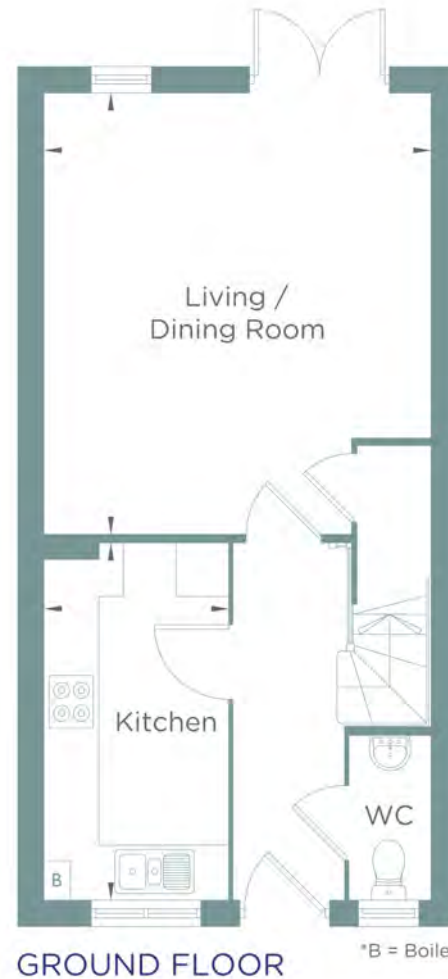 Living /
Dining Room
Kitchen
WC
B
GROUND FLOOR
*B = Boile